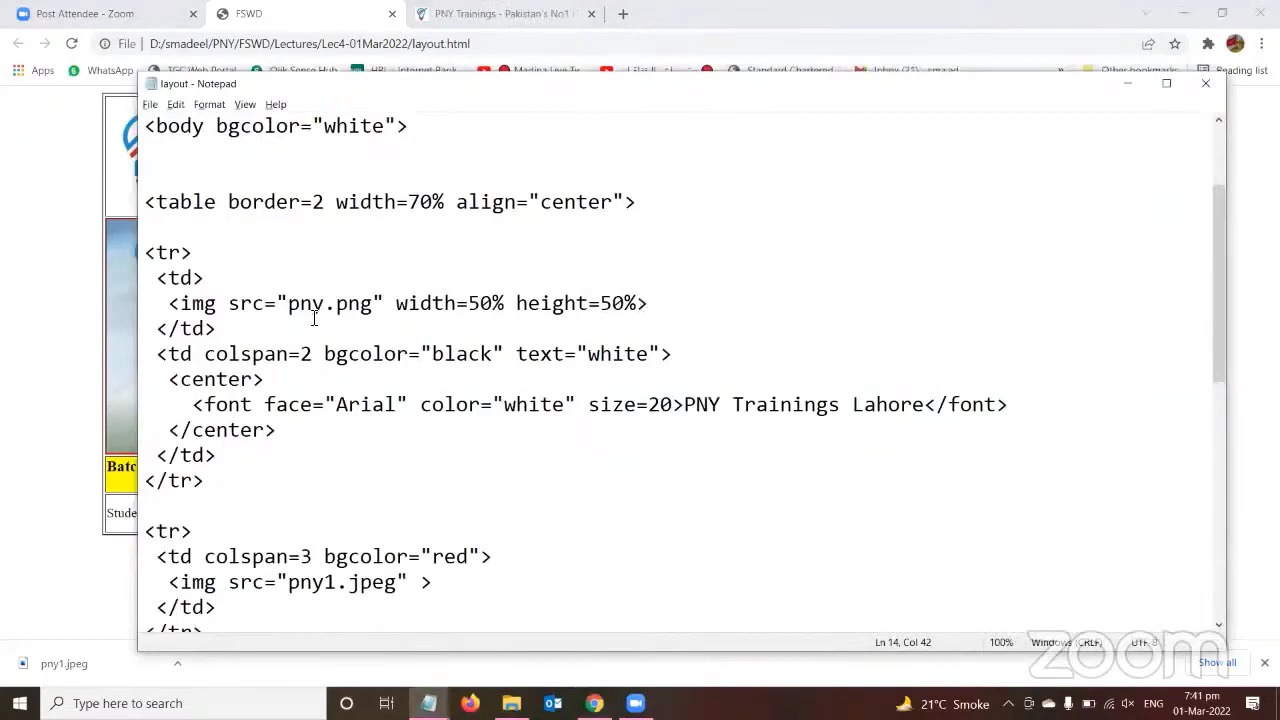 Post Attendee - Zoom
FSWD
PNY Trainings - Pakistan's No1 I
File D:/smadeel/PNY/FSWD/Lectures/Lec4-01Mar2022/layout.html
Apps WhatsApp Standard Chartered Other bookmarks Reading list
layout - Notepad
File Edit Format View Help
<body bgcolor="white">
<table border=2 width=70% align="center">
<tr>
<td>
<img src="pny.png" width=50% height=50%>
</td>
<td colspan=2 bgcolor="black" text="white">
<center>
<font face="Arial" color="white" size=20>PNY Trainings Lahore</font>
</center>
</td>
</tr>
<tr>
<td colspan=3 bgcolor="red">
<img src="pny1.jpeg" >
</td>
</tr>
Batc
Stude
Ln 14, Col 42 100% Windows (CRLF) UTF-8
zoom
pny1.jpeg
Show all
Type here to search
21°C Smoke
7:41 pm
01-Mar-2022